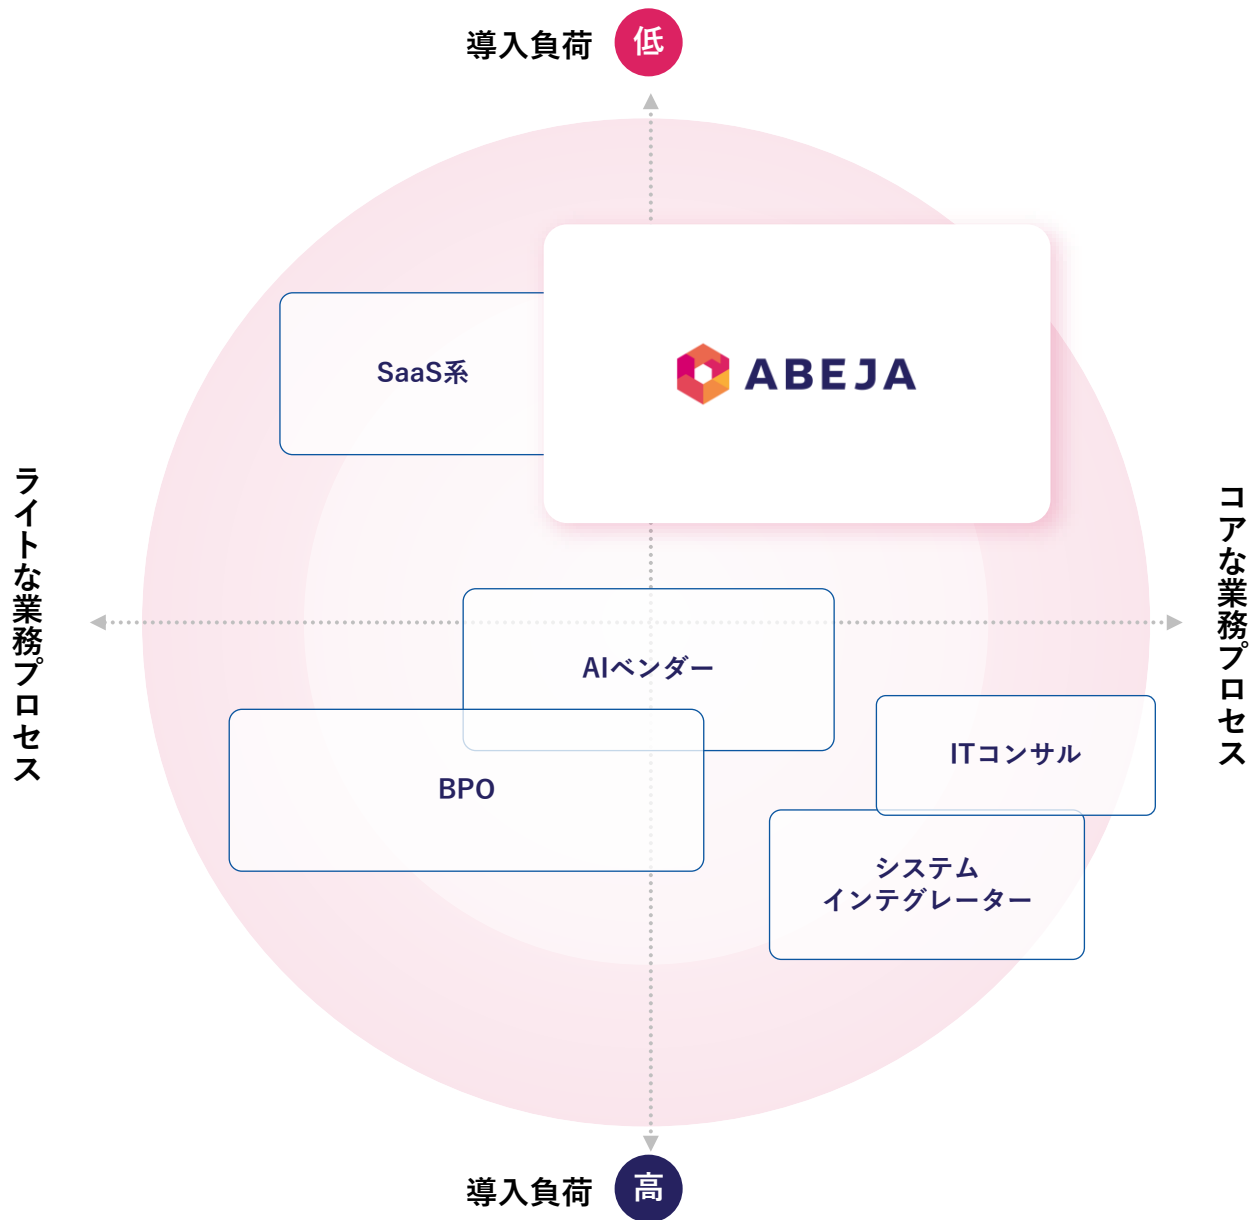 導入負荷 低
SaaS系
ABEJA
ライトな業務プロセス
コアな業務プロセス
AIベンダー
ITコンサル
BPO
システム
インテグレーター
導入負荷 高